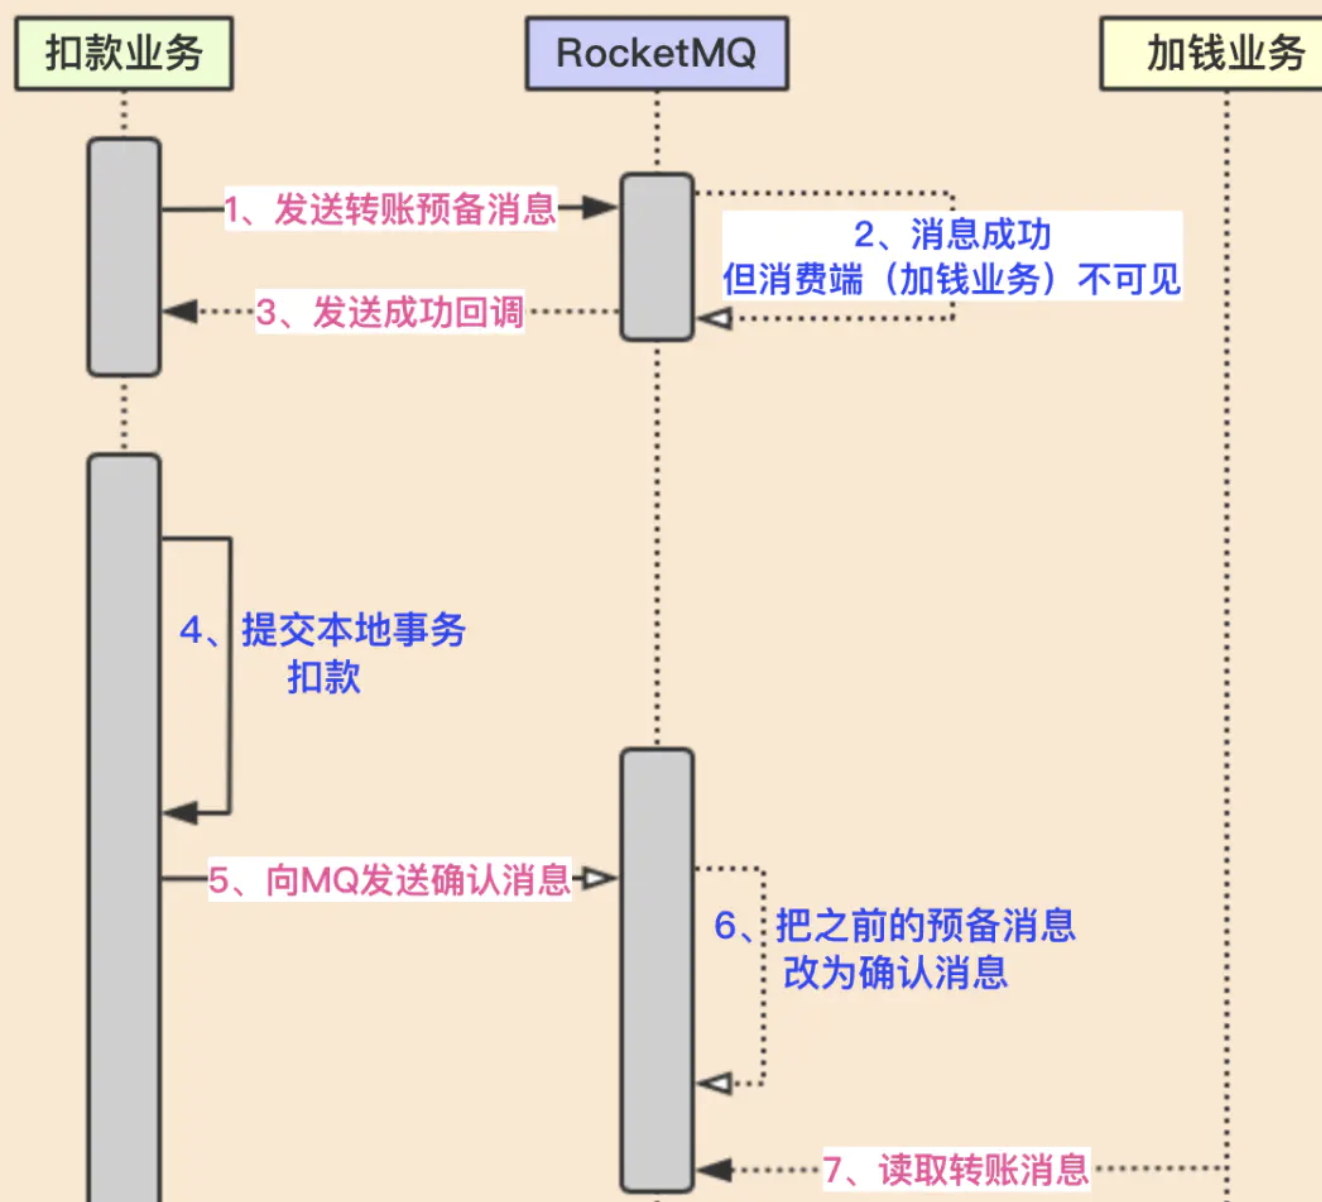 扣款业务
RocketMQ
加钱业务
1、发送转账预备消息
2、消息成功
但消费端（加钱业务）不可见
3、发送成功回调
4、提交本地事务
扣款
5、向MQ发送确认消息
6、把之前的预备消息
改为确认消息
7、读取转账消息